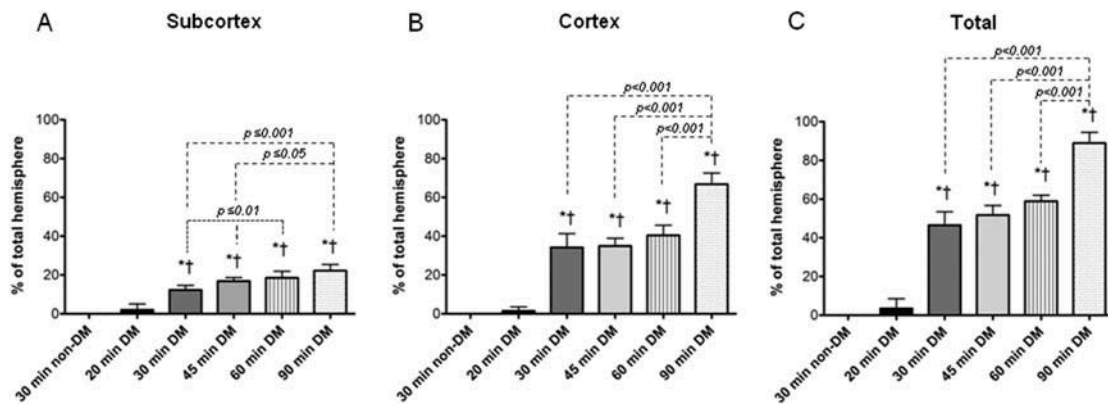 A
Subcortex
% of total hemisphere
100
80
60
40
20
0
p ≤0.001
p ≤0.05
p ≤0.01
*†
*†
*†
*†
30 min non-DM
20 min DM
30 min DM
45 min DM
60 min DM
90 min DM
B
Cortex
% of total hemisphere
100
80
60
40
20
0
p<0.001
p<0.001
p<0.001
*†
*†
*†
*†
30 min non-DM
20 min DM
30 min DM
45 min DM
60 min DM
90 min DM
C
Total
% of total hemisphere
100
80
60
40
20
0
p<0.001
p<0.001
p<0.001
*†
*†
*†
*†
30 min non-DM
20 min DM
30 min DM
45 min DM
60 min DM
90 min DM